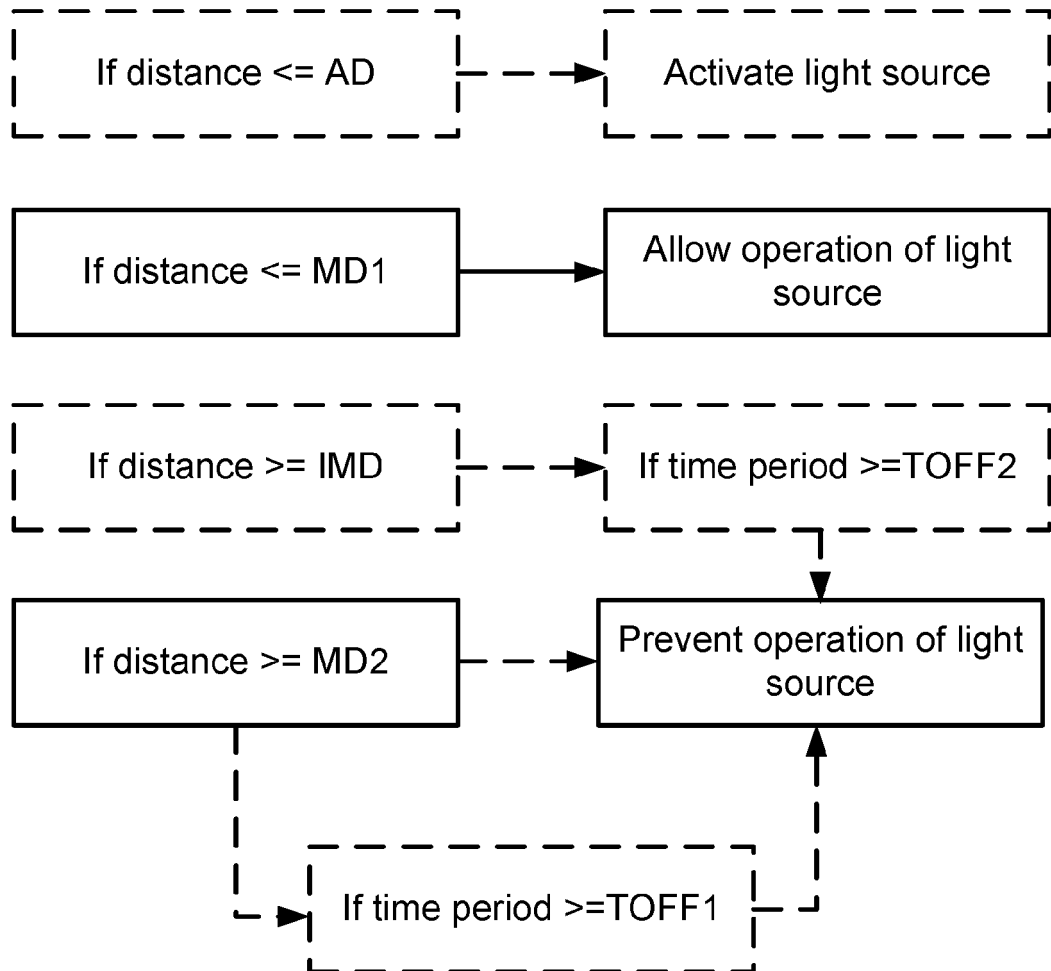 If distance <= AD
Activate light source
If distance <= MD1
Allow operation of light
source
If distance >= IMD
If time period >=TOFF2
If distance >= MD2
Prevent operation of light
source
If time period >=TOFF1